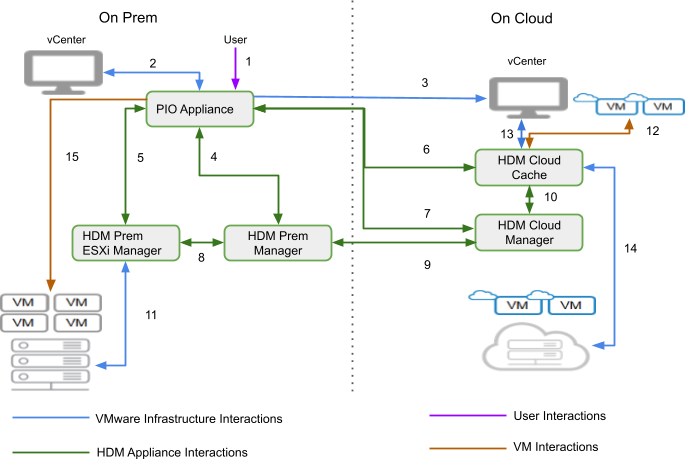 On Prem
On Cloud
vCenter
User
vCenter
1
2
3
PIO Appliance
VM
VM
13
12
15
5
4
6
HDM Cloud
Cache
10
7
HDM Prem
ESXi Manager
HDM Prem
Manager
HDM Cloud
Manager
8
9
14
VM
VM
VM
VM
VM
VM
11
VMware Infrastructure Interactions
User Interactions
HDM Appliance Interactions
VM Interactions